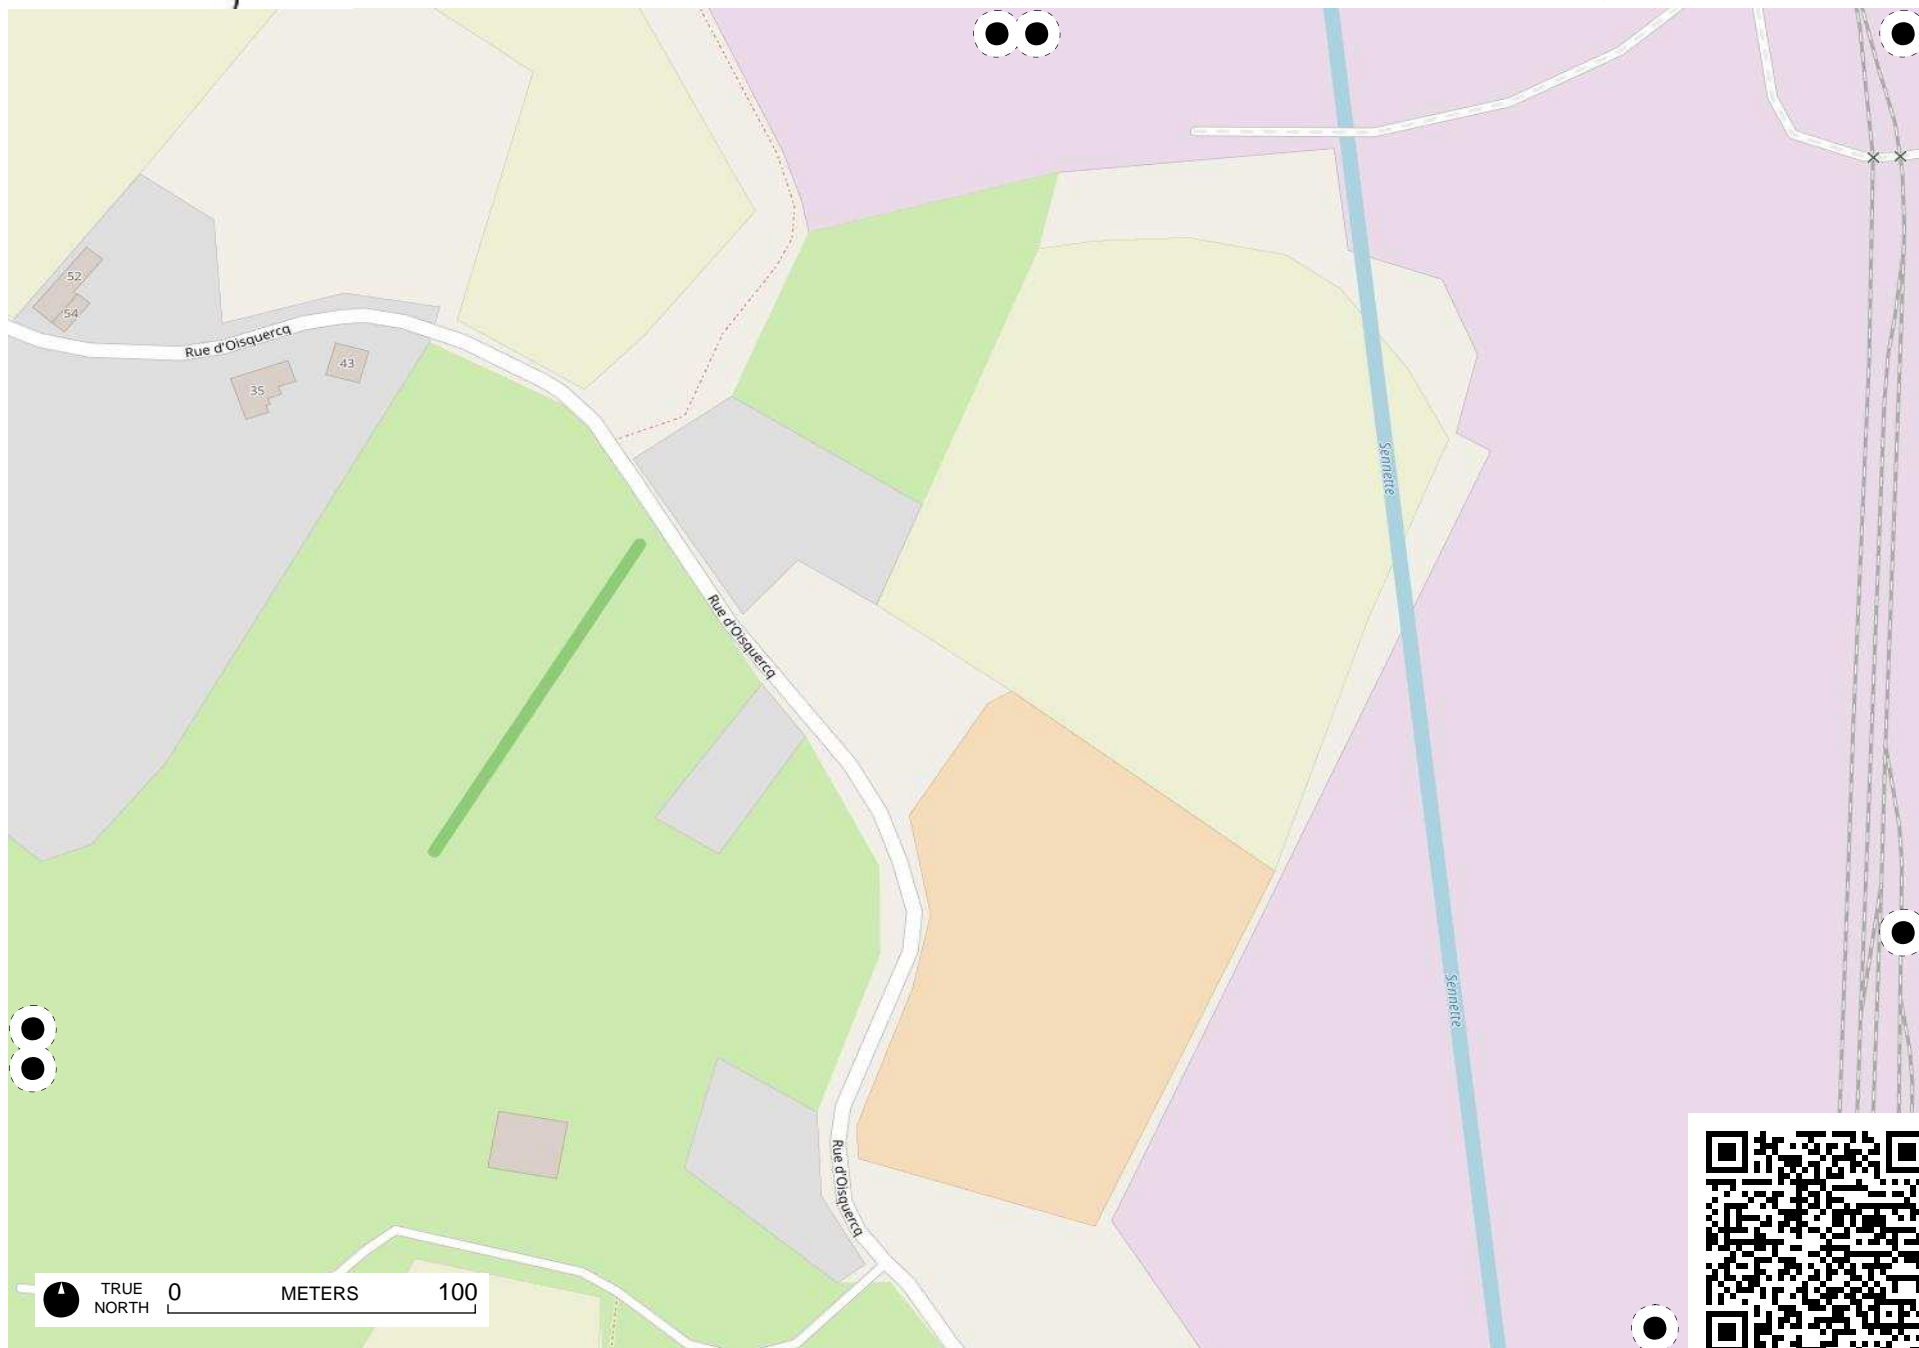 52
54
Rue d'Oisquercq
43
35
Sennette
Rue d'Oisquercq
Sennette
Rue d'Oisquercq
TRUE
NORTH
0 METERS 100